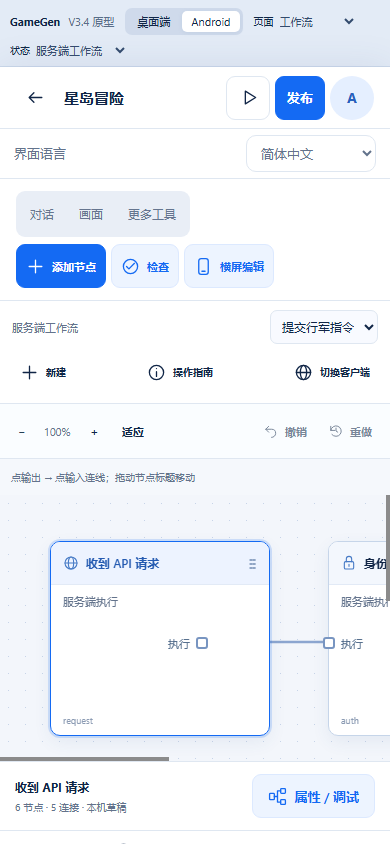 GameGen V3.4 原型 桌面端 Android 页面 工作流
状态 服务端工作流
星岛冒险 发布 A
界面语言 简体中文
对话 画面 更多工具
添加节点 检查 横屏编辑
服务端工作流 提交行军指令
新建 操作指南 切换客户端
− 100% + 适应 撤销 重做
点输出 → 点输入连线；拖动节点标题移动
收到 API 请求 身份
服务端执行 服务端执
执行 执行
request auth
收到 API 请求
6 节点 · 5 连接 · 本机草稿
属性 / 调试